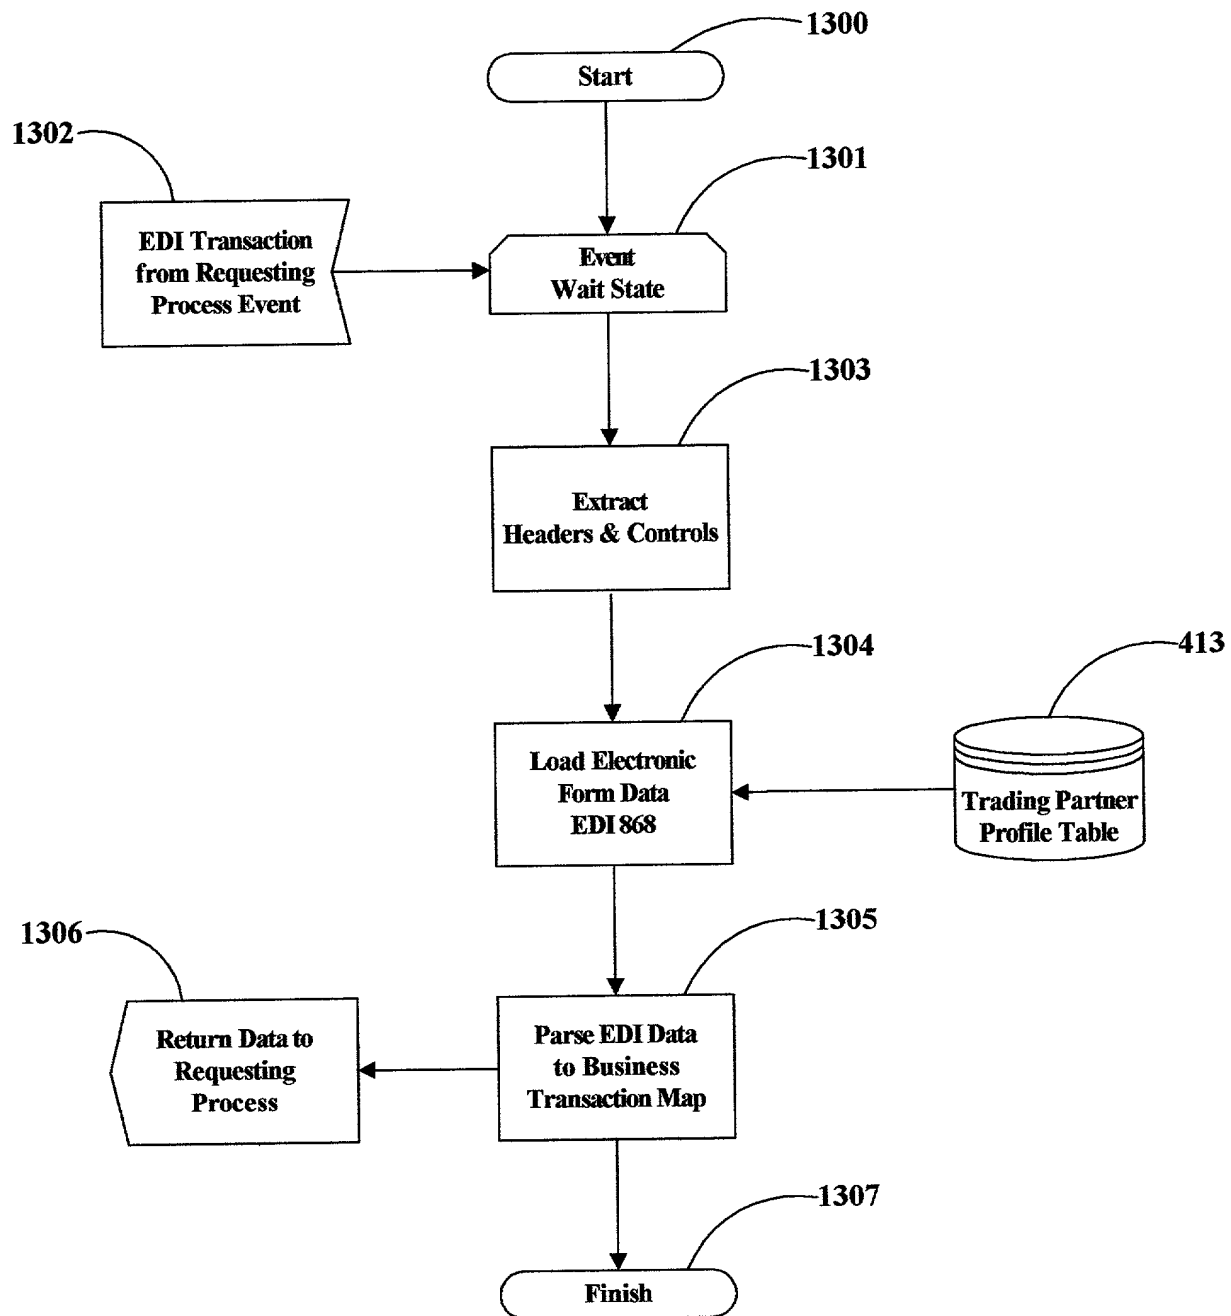 1300
Start
1302
1301
EDI Transaction
from Requesting
Process Event
Event
Wait State
1303
Extract
Headers & Controls
1304
413
Load Electronic
Form Data
EDI 868
Trading Partner
Profile Table
1306
1305
Return Data to
Requesting
Process
Parse EDI Data
to Business
Transaction Map
1307
Finish